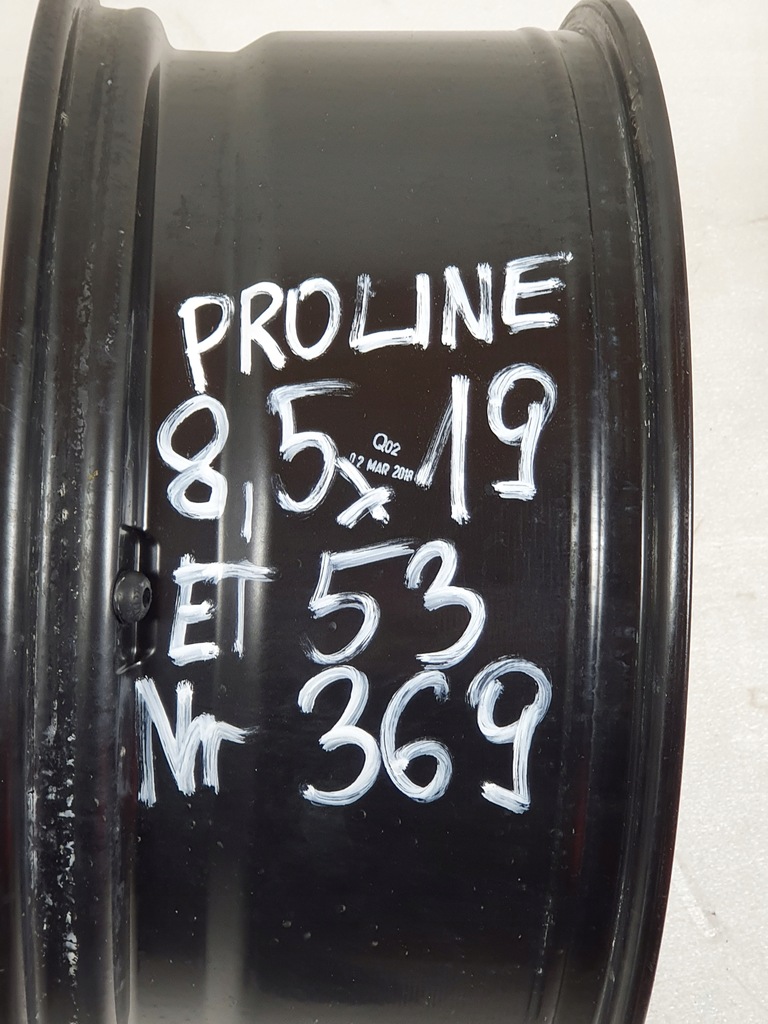 PROLINE
8,5x19
Q02
02 MAR 2018
ET 53
Nr 369